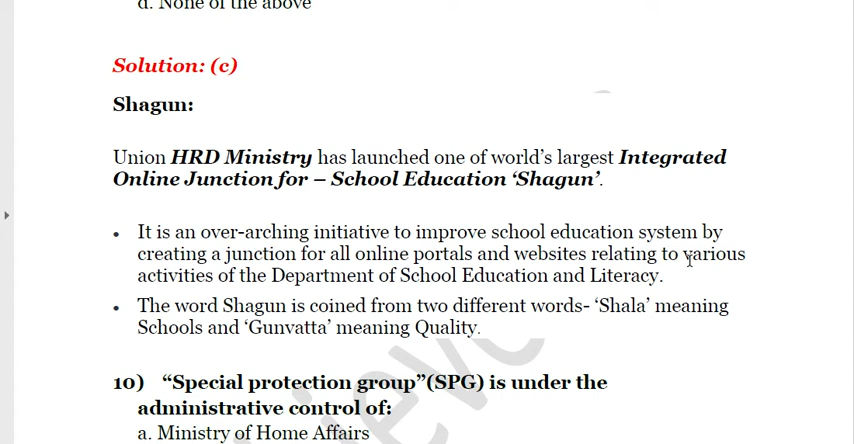 d. None of the above
Solution: (c)
Shagun:
Union HRD Ministry has launched one of world's largest Integrated
Online Junction for – School Education 'Shagun'.
• It is an over-arching initiative to improve school education system by
creating a junction for all online portals and websites relating to various
activities of the Department of School Education and Literacy.
• The word Shagun is coined from two different words- 'Shala' meaning
Schools and 'Gunvatta' meaning Quality.
10) "Special protection group"(SPG) is under the
administrative control of:
a. Ministry of Home Affairs